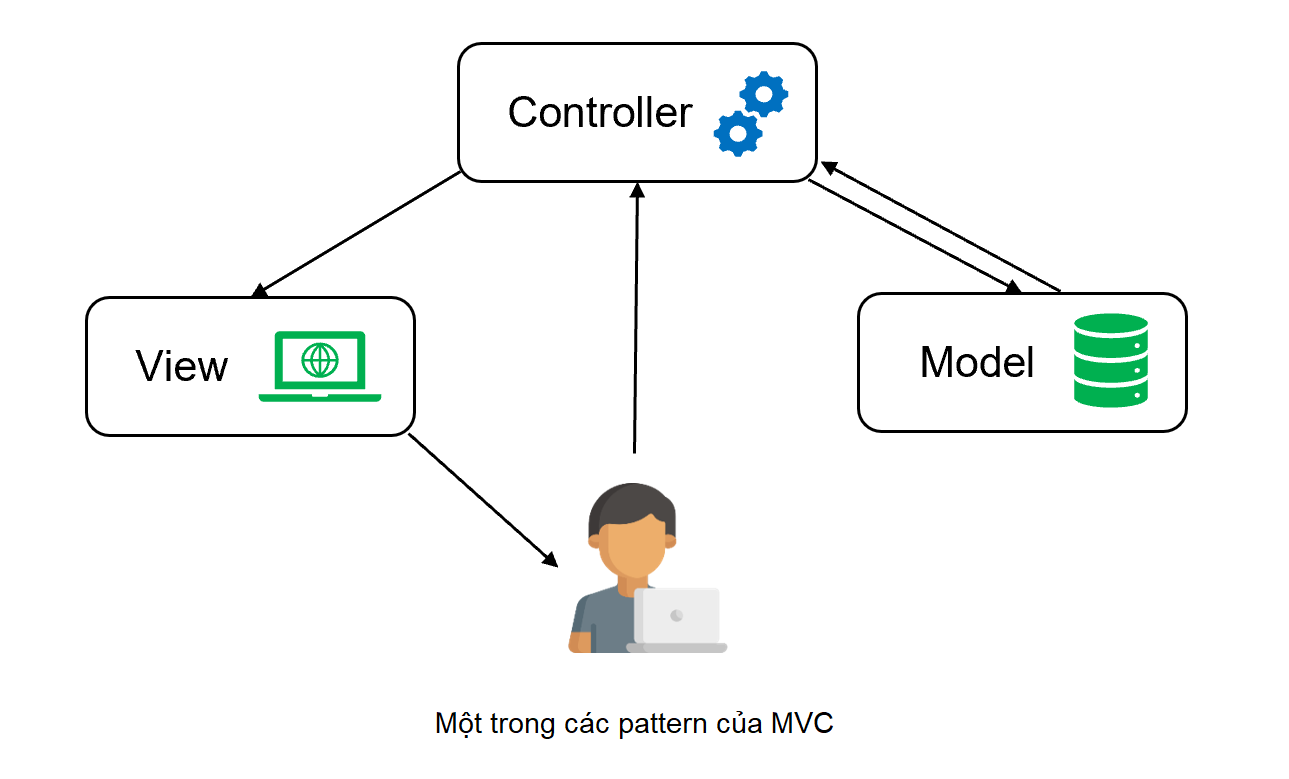 Controller
View
Model
Một trong các pattern của MVC